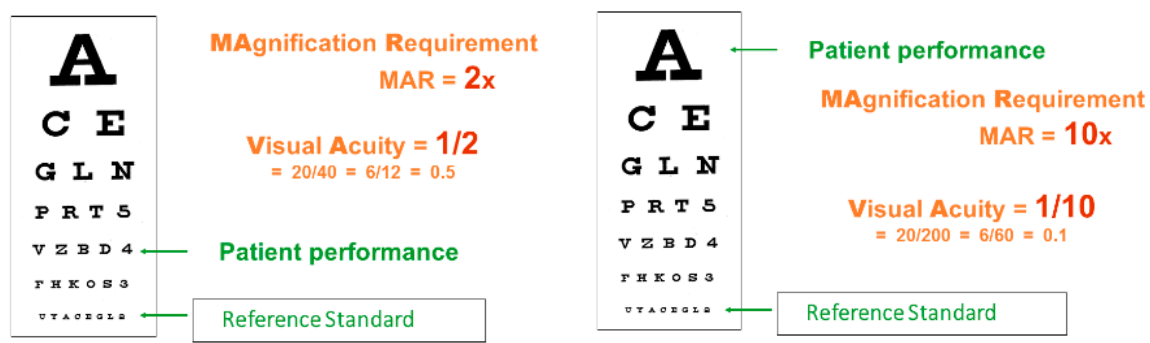 A
C E
G L N
P R T 5
V Z B D 4
F H K O S 3
MAgnification Requirement
MAR = 2x
Visual Acuity = 1/2
= 20/40 = 6/12 = 0.5
Patient performance
Reference Standard
A
C E
G L N
P R T 5
V Z B D 4
F H K O S 3
Patient performance
MAgnification Requirement
MAR = 10x
Visual Acuity = 1/10
= 20/200 = 6/60 = 0.1
Reference Standard